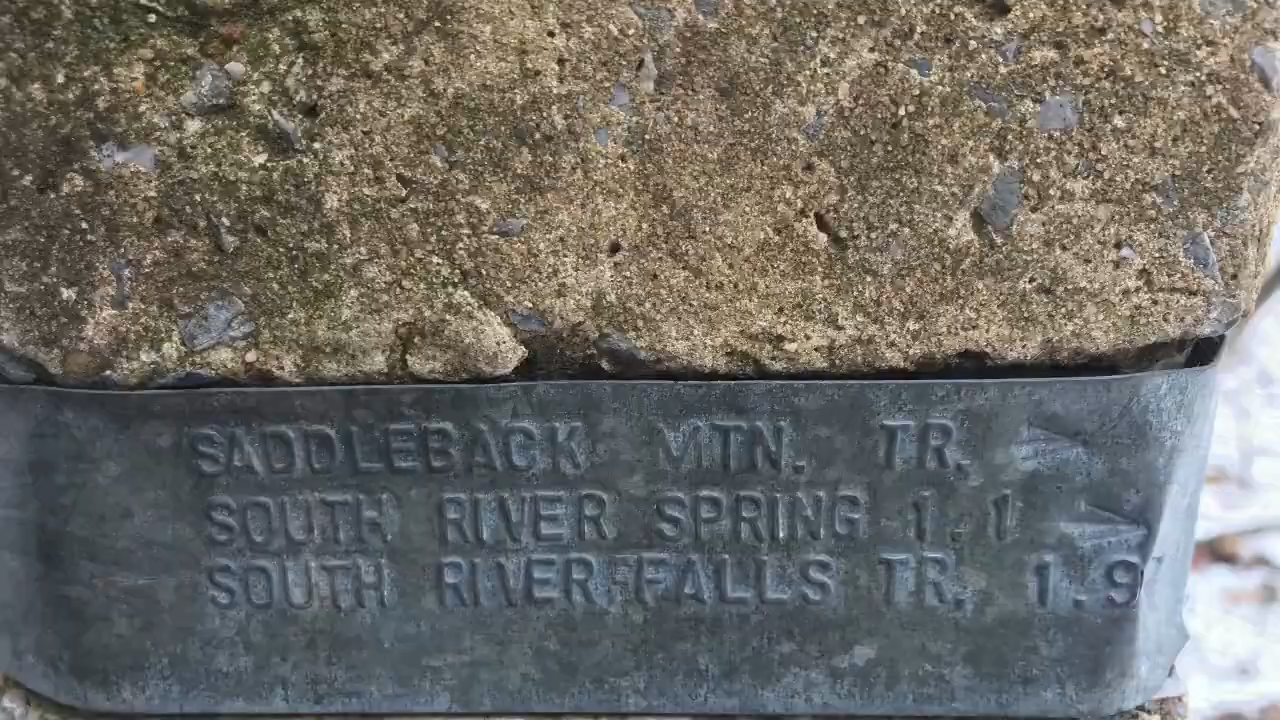 SADDLEBACK MTN. TR. →
SOUTH RIVER SPRING 1.1 →
SOUTH RIVER FALLS TR. 1.9